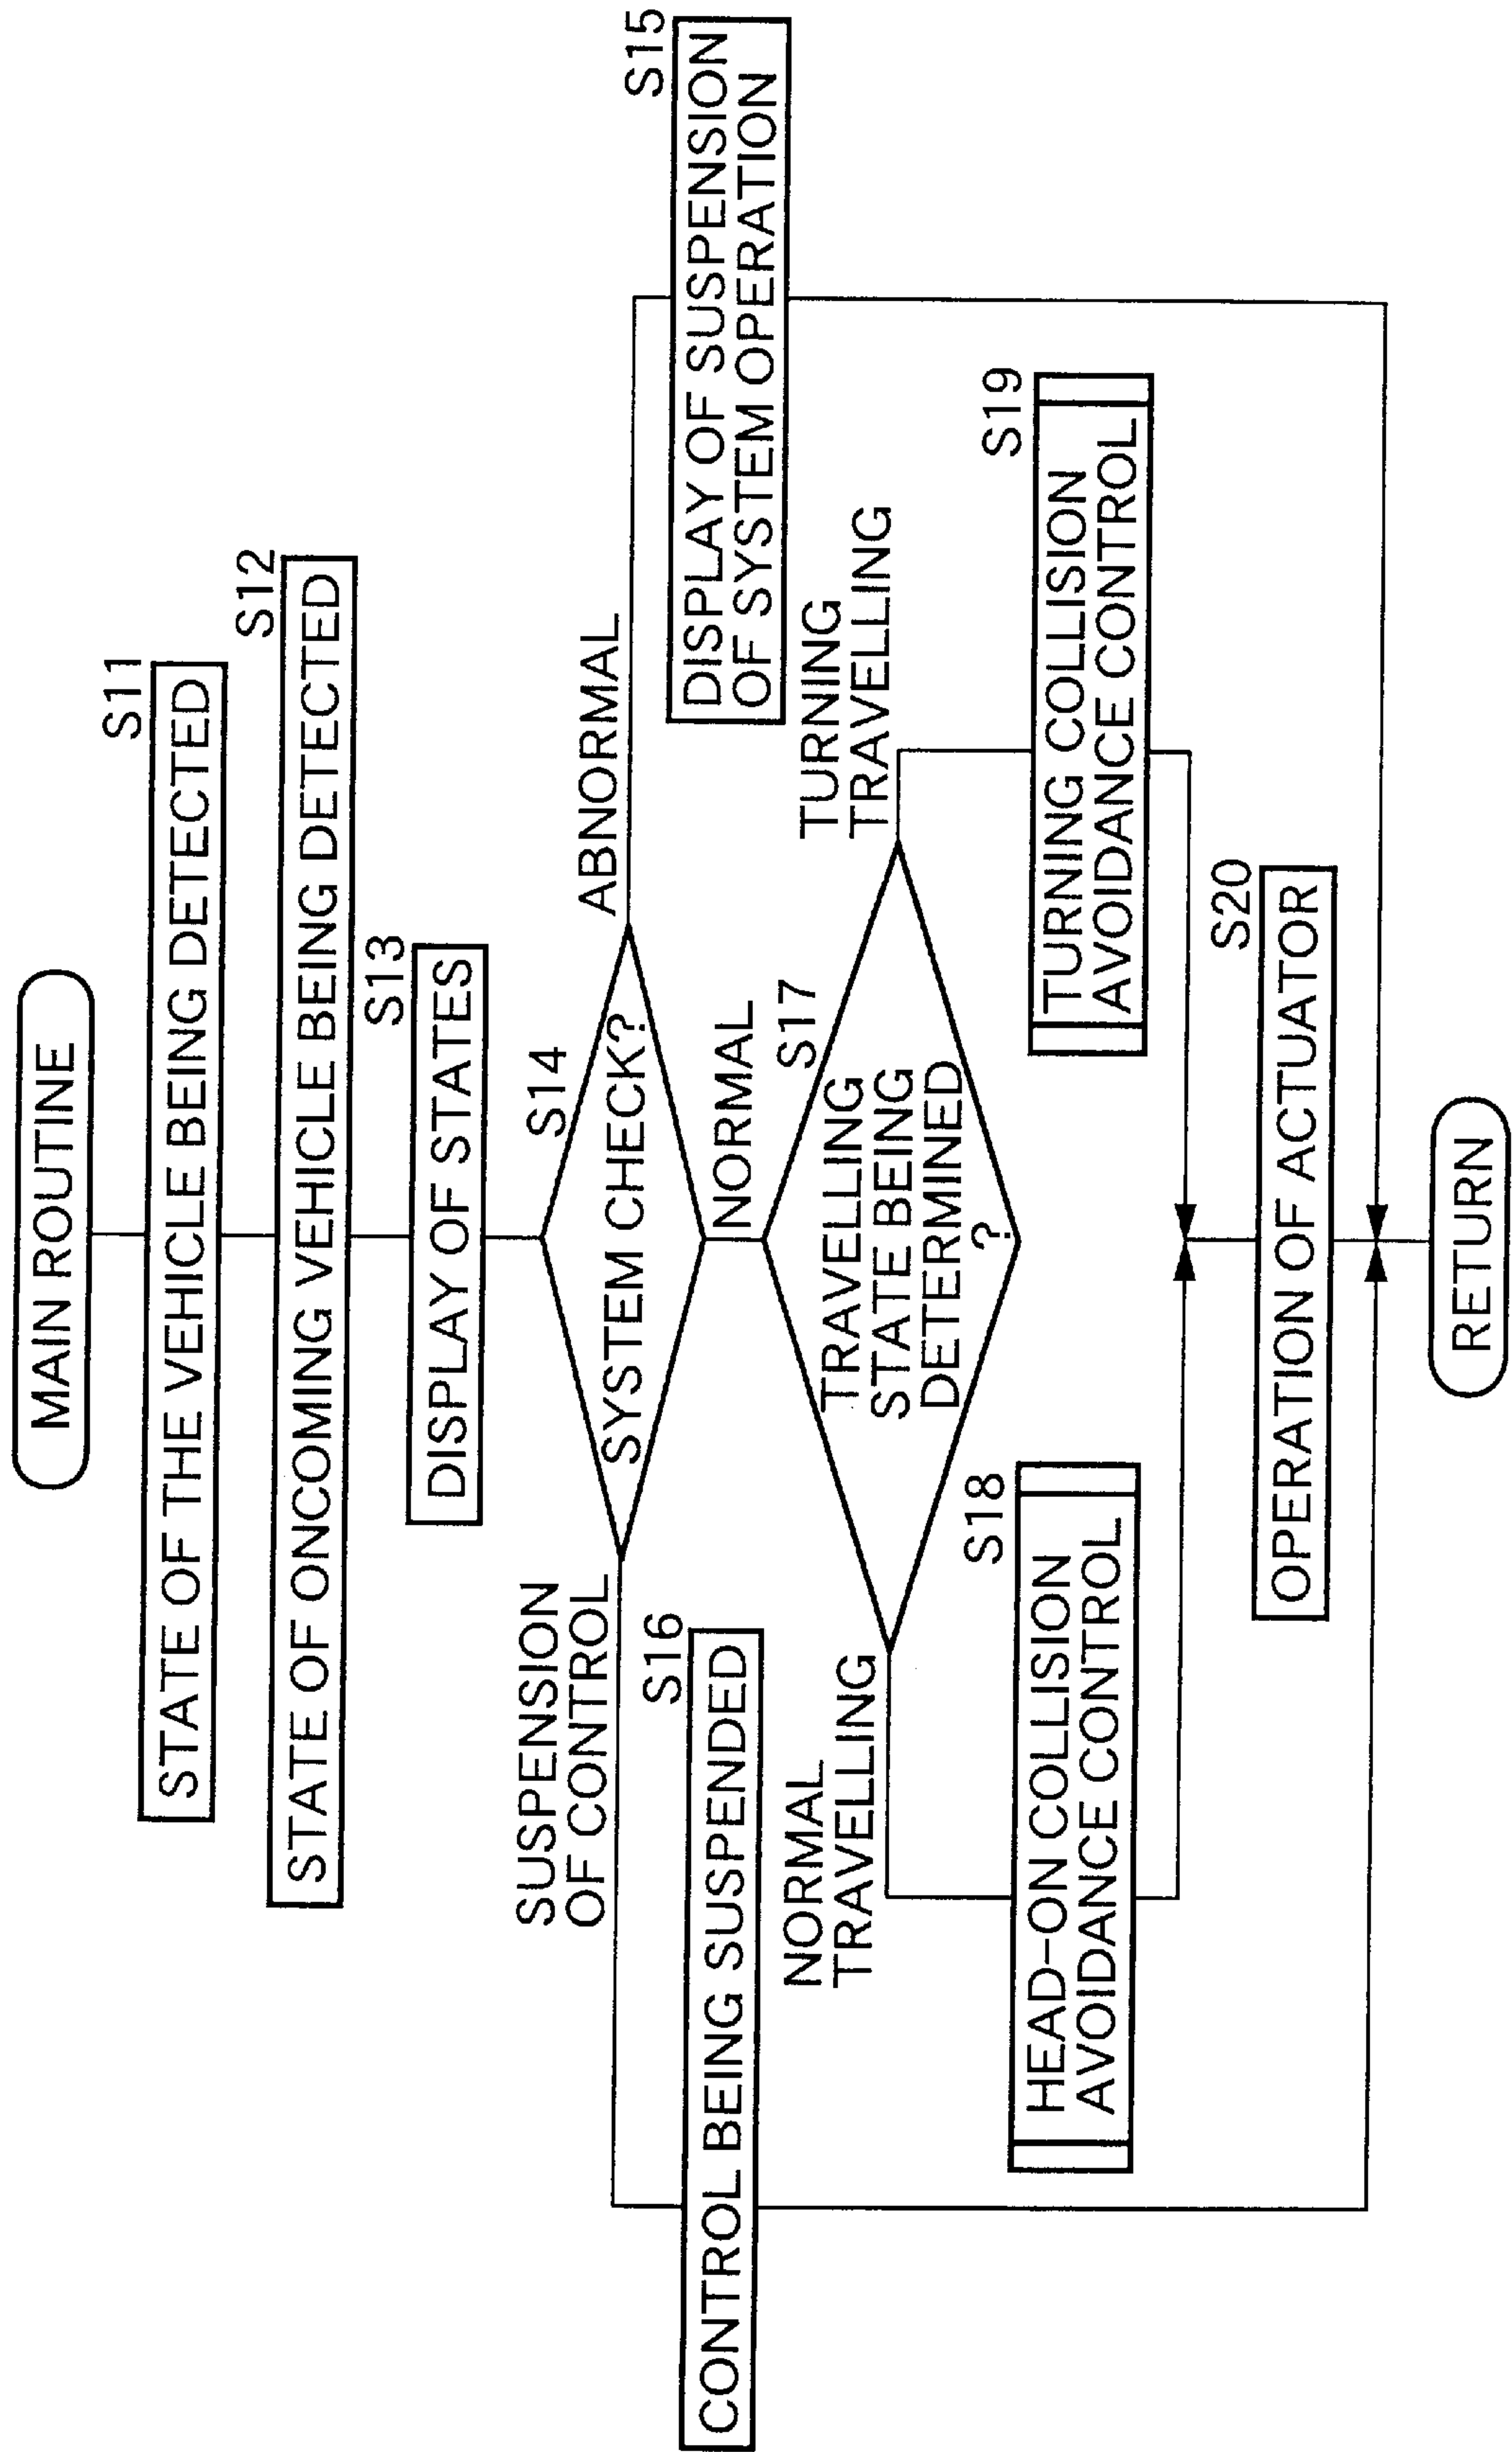 MAIN ROUTINE
S11
STATE OF THE VEHICLE BEING DETECTED
S12
STATE OF ONCOMING VEHICLE BEING DETECTED
S13
DISPLAY OF STATES
S14
SYSTEM CHECK?
SUSPENSION
OF CONTROL
ABNORMAL
NORMAL
S16
CONTROL BEING SUSPENDED
S15
DISPLAY OF SUSPENSION
OF SYSTEM OPERATION
S17
TRAVELLING
STATE BEING
DETERMINED
?
NORMAL
TRAVELLING
TURNING
TRAVELLING
S18
HEAD-ON COLLISION
AVOIDANCE CONTROL
S19
TURNING COLLISION
AVOIDANCE CONTROL
S20
OPERATION OF ACTUATOR
RETURN